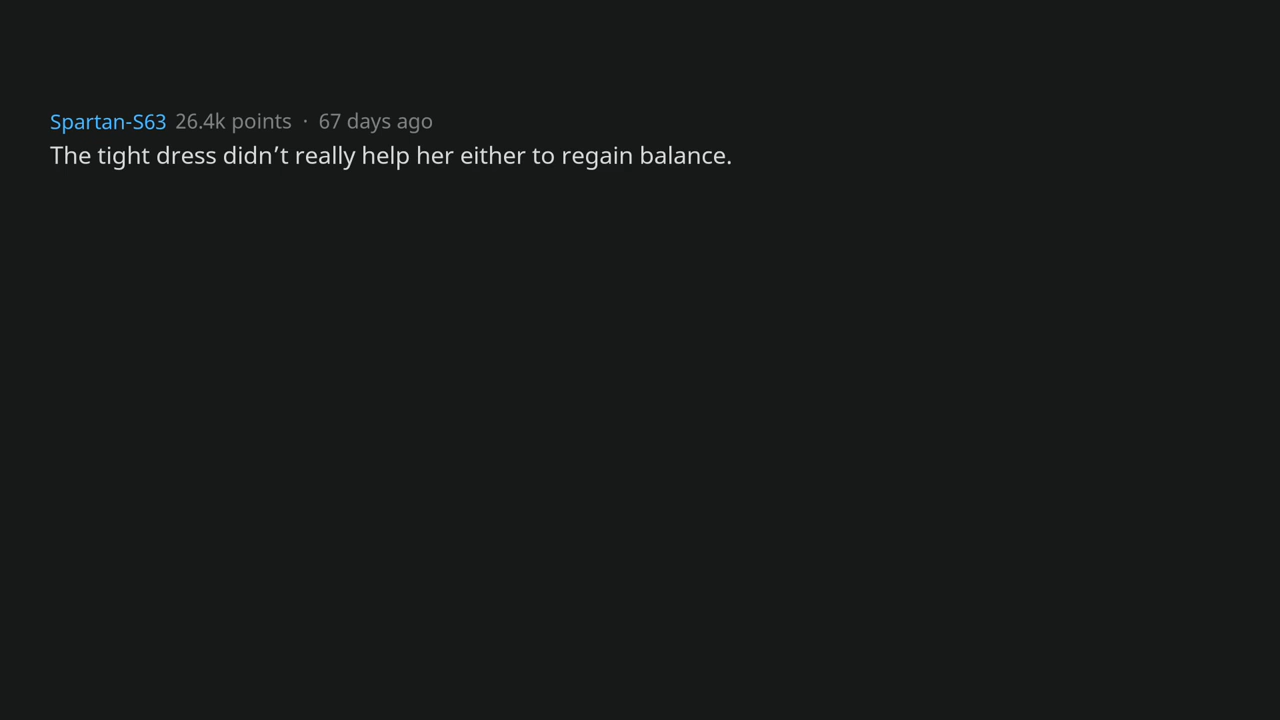 Spartan-S63 26.4k points · 67 days ago
The tight dress didn’t really help her either to regain balance.